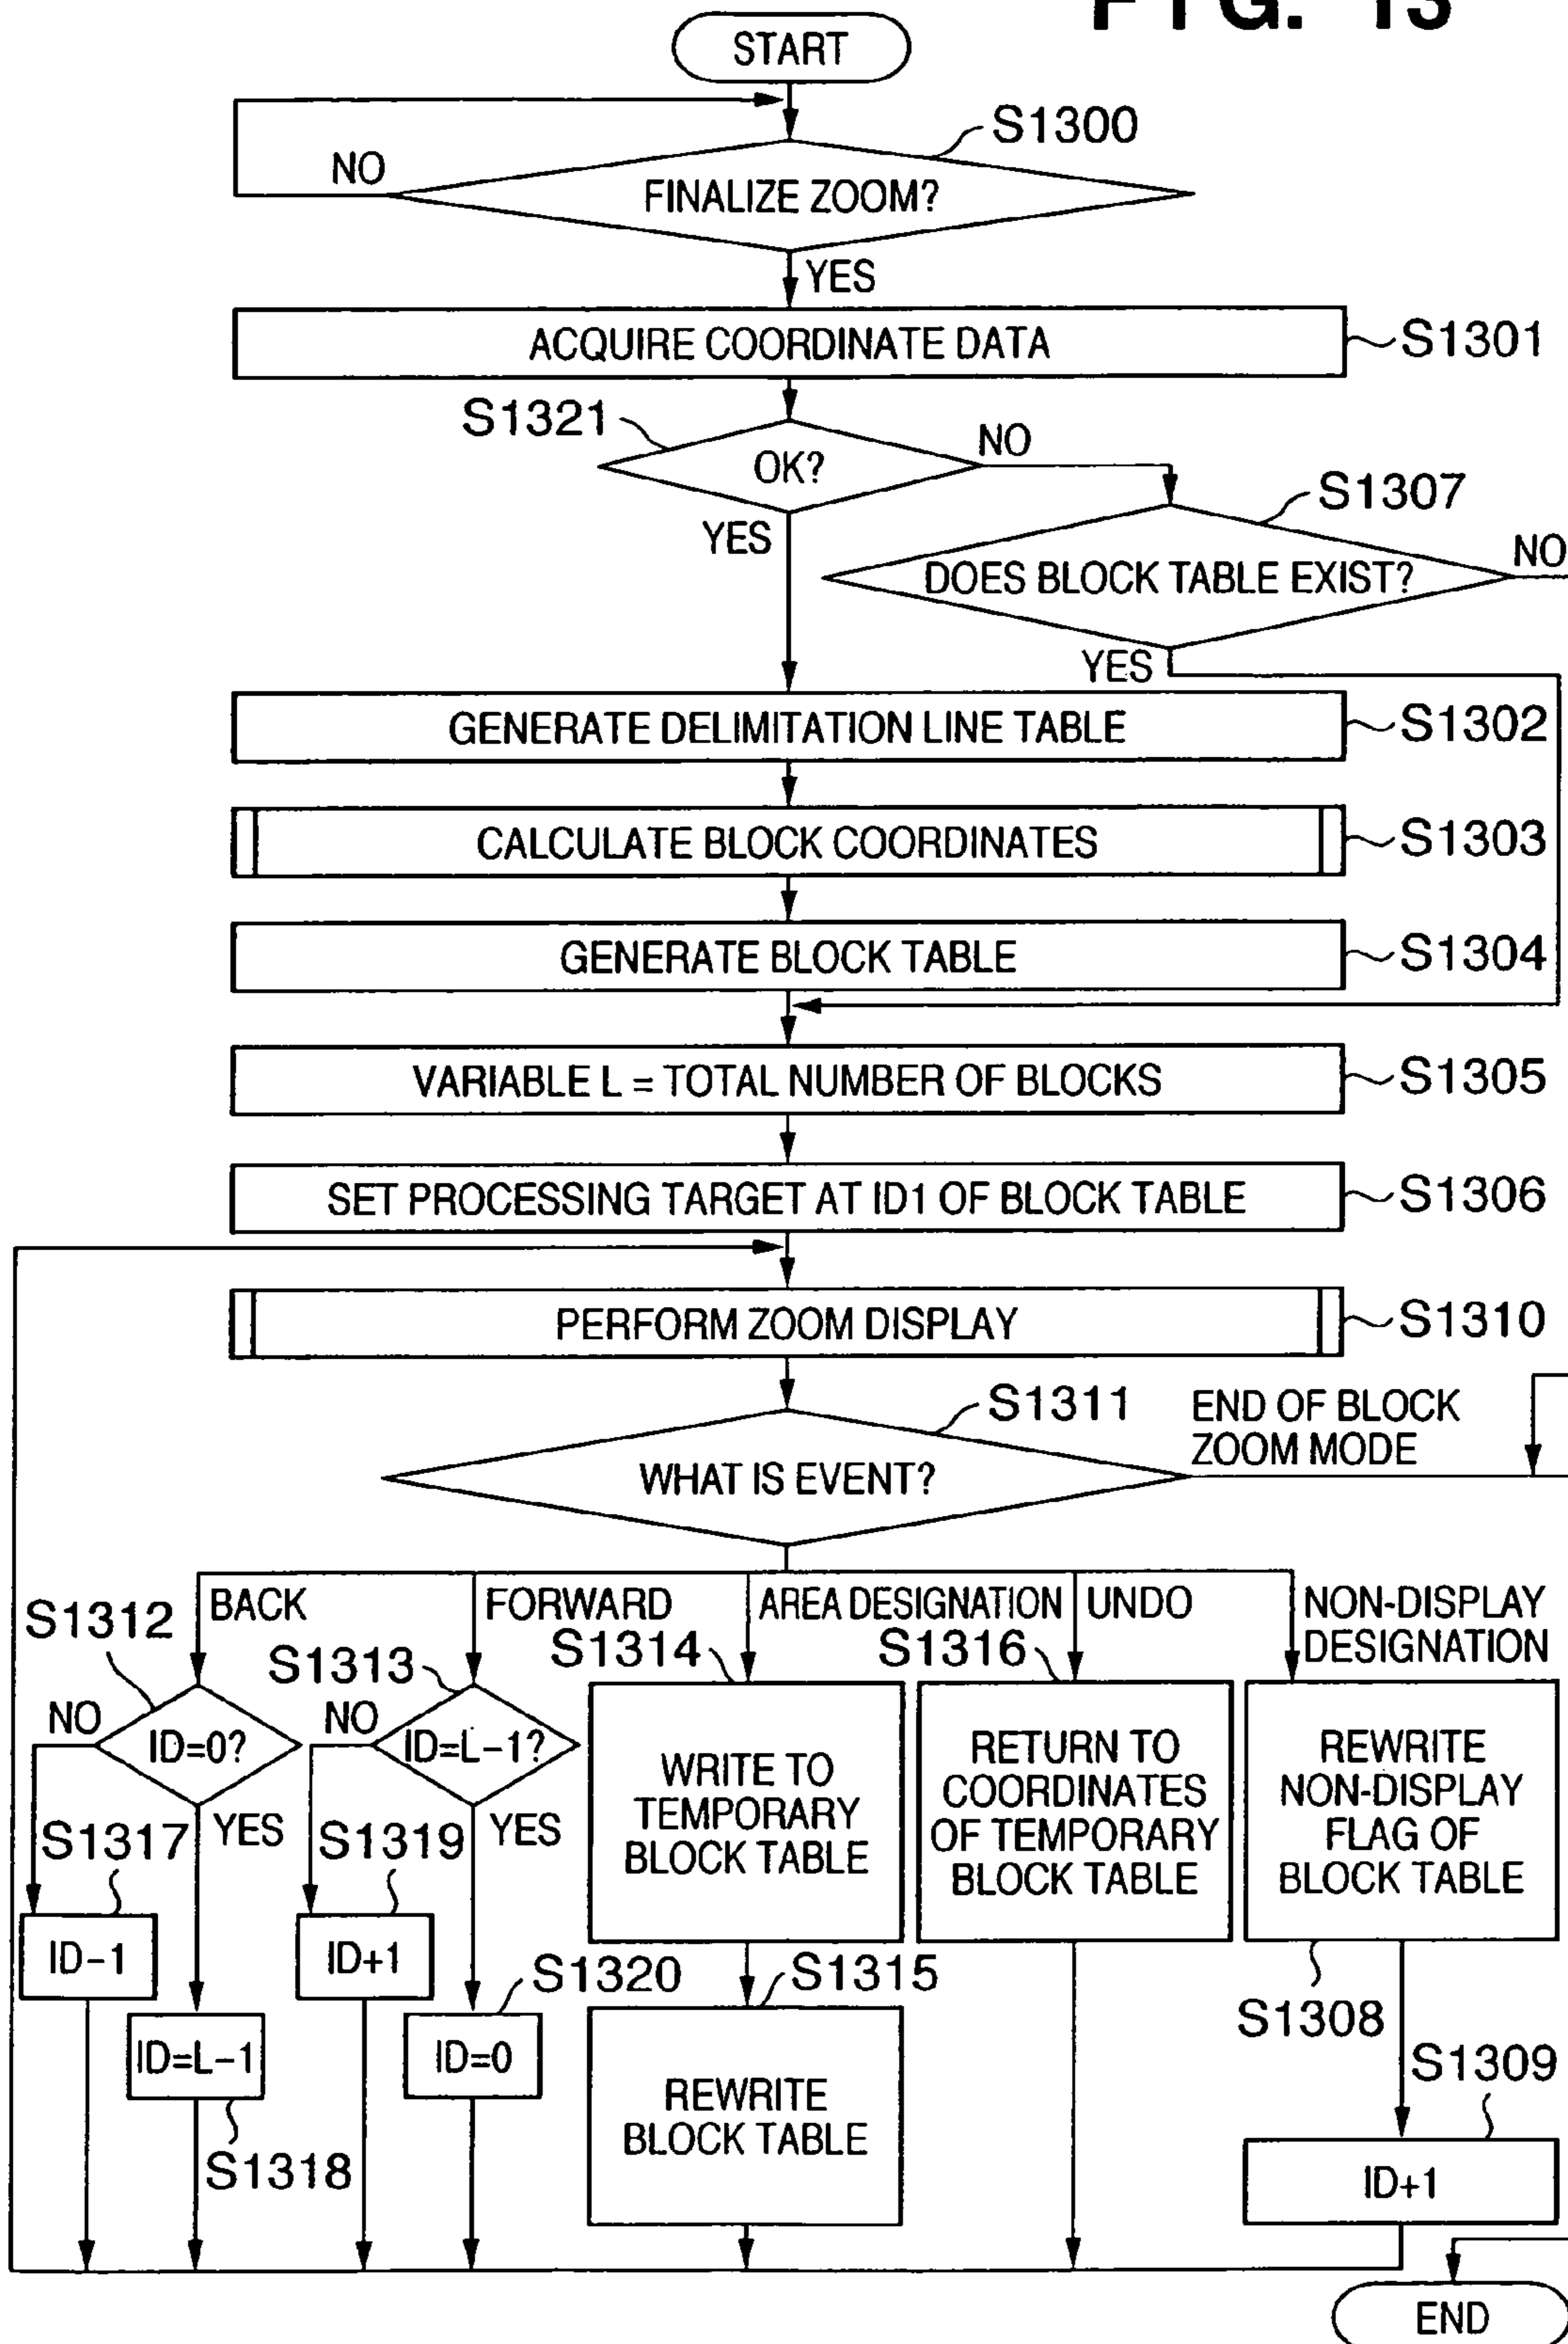 FIG. 13
START
S1300
NO
FINALIZE ZOOM?
YES
ACQUIRE COORDINATE DATA
S1301
S1321
OK?
NO
S1307
YES
DOES BLOCK TABLE EXIST?
NO
YES
GENERATE DELIMITATION LINE TABLE
S1302
CALCULATE BLOCK COORDINATES
S1303
GENERATE BLOCK TABLE
S1304
VARIABLE L = TOTAL NUMBER OF BLOCKS
S1305
SET PROCESSING TARGET AT ID1 OF BLOCK TABLE
S1306
PERFORM ZOOM DISPLAY
S1310
S1311
END OF BLOCK
ZOOM MODE
WHAT IS EVENT?
BACK
FORWARD
AREA DESIGNATION
UNDO
NON-DISPLAY
DESIGNATION
S1312
S1313
S1314
S1316
NO
ID=0?
YES
NO
ID=L-1?
YES
WRITE TO
TEMPORARY
BLOCK TABLE
RETURN TO
COORDINATES
OF TEMPORARY
BLOCK TABLE
REWRITE
NON-DISPLAY
FLAG OF
BLOCK TABLE
S1317
S1319
ID-1
ID+1
S1320
S1315
S1308
ID=L-1
S1318
ID=0
REWRITE
BLOCK TABLE
S1309
ID+1
END